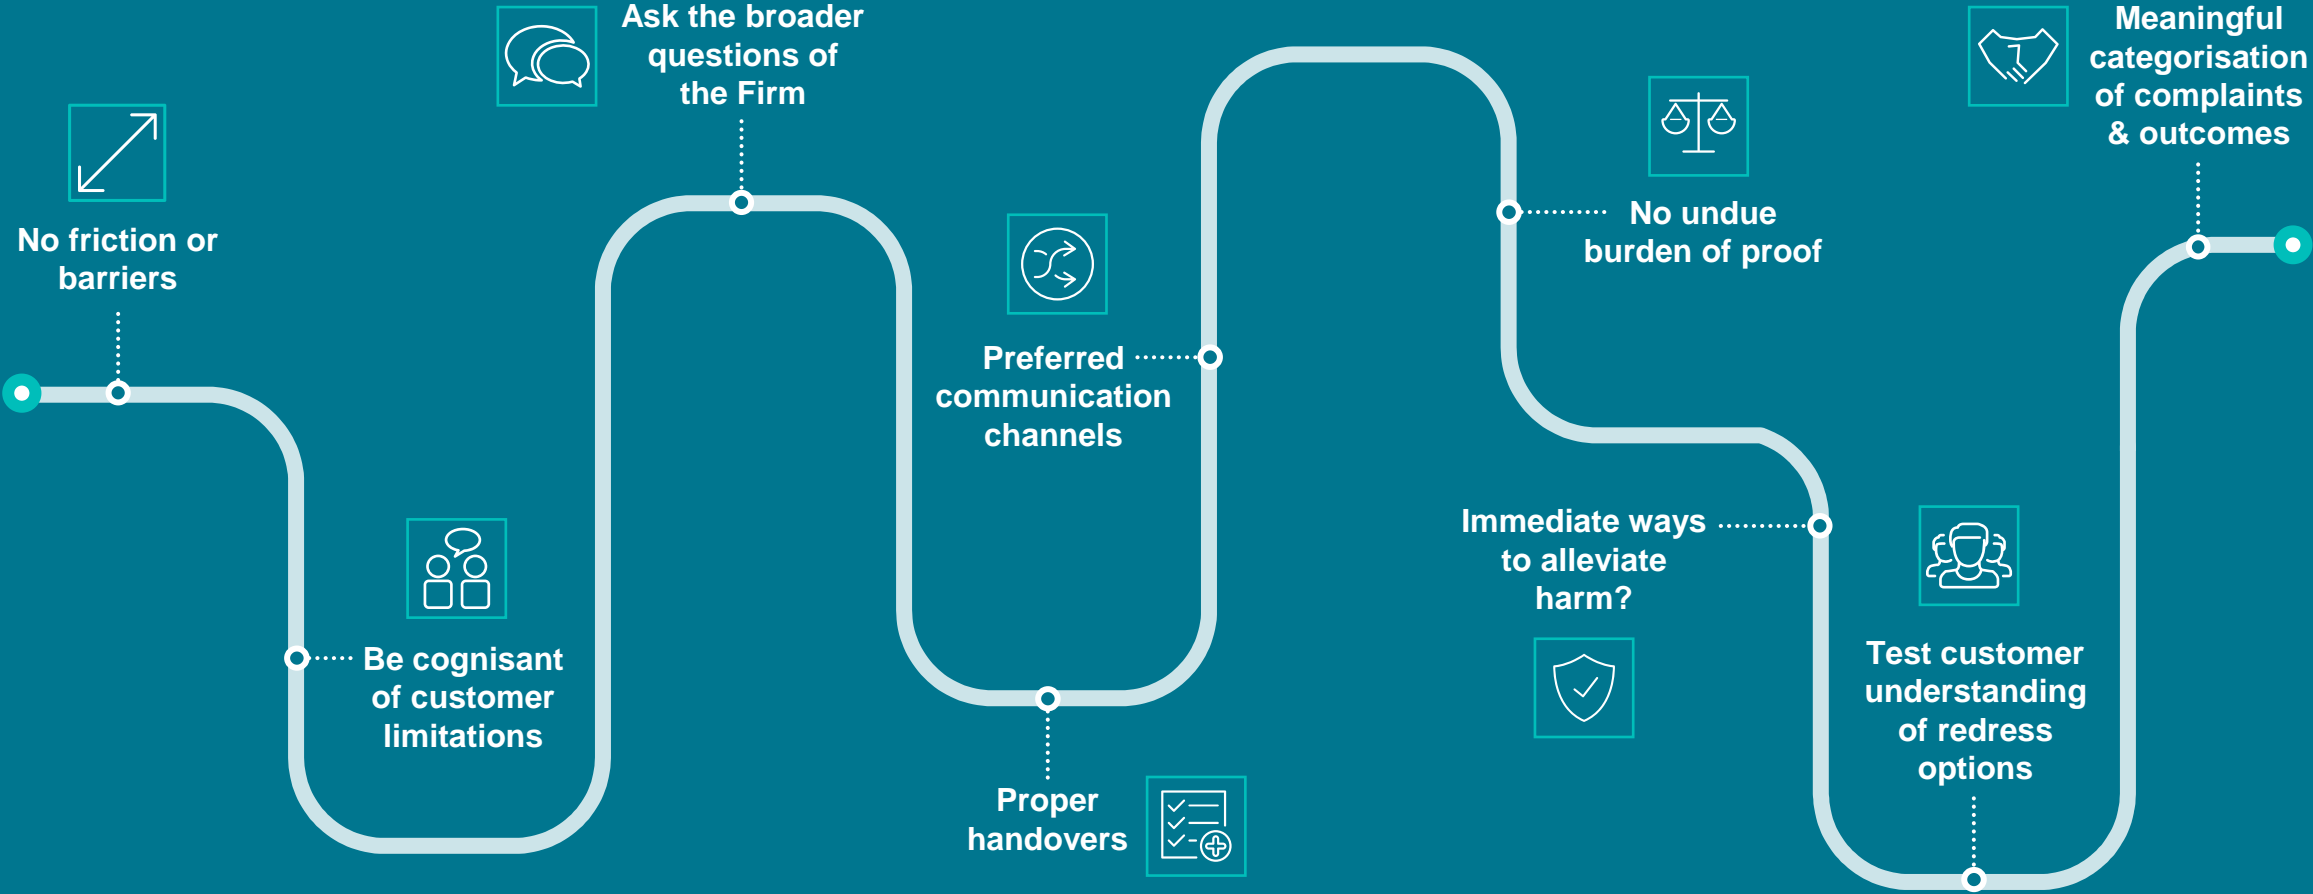 No friction or
barriers
Be cognisant
of customer
limitations
Ask the broader
questions of
the Firm
Proper
handovers
Preferred
communication
channels
No undue
burden of proof
Immediate ways
to alleviate
harm?
Test customer
understanding
of redress
options
Meaningful
categorisation
of complaints
& outcomes